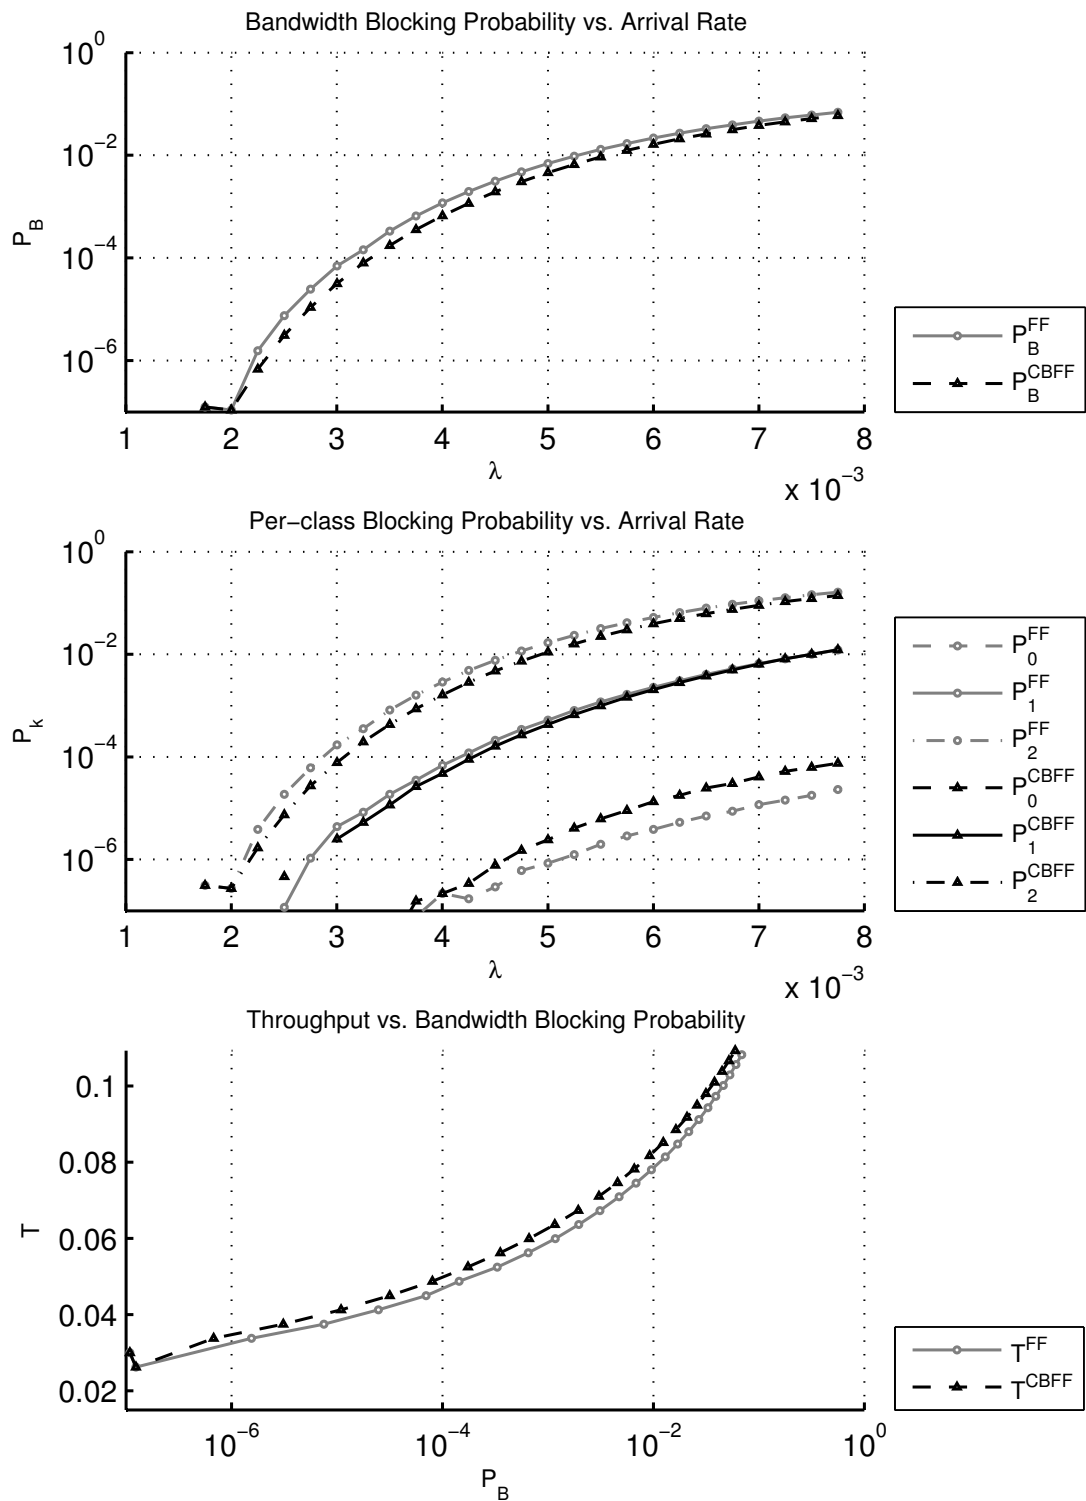 Bandwidth Blocking Probability vs. Arrival Rate
10^0
10^−2
10^−4
10^−6
P_B
1 2 3 4 5 6 7 8
λ
x 10^−3
P_B^FF
P_B^CBFF
Per−class Blocking Probability vs. Arrival Rate
10^0
10^−2
10^−4
10^−6
P_k
1 2 3 4 5 6 7 8
λ
x 10^−3
P_0^FF
P_1^FF
P_2^FF
P_0^CBFF
P_1^CBFF
P_2^CBFF
Throughput vs. Bandwidth Blocking Probability
0.1
0.08
0.06
0.04
0.02
T
10^−6 10^−4 10^−2 10^0
P_B
T^FF
T^CBFF